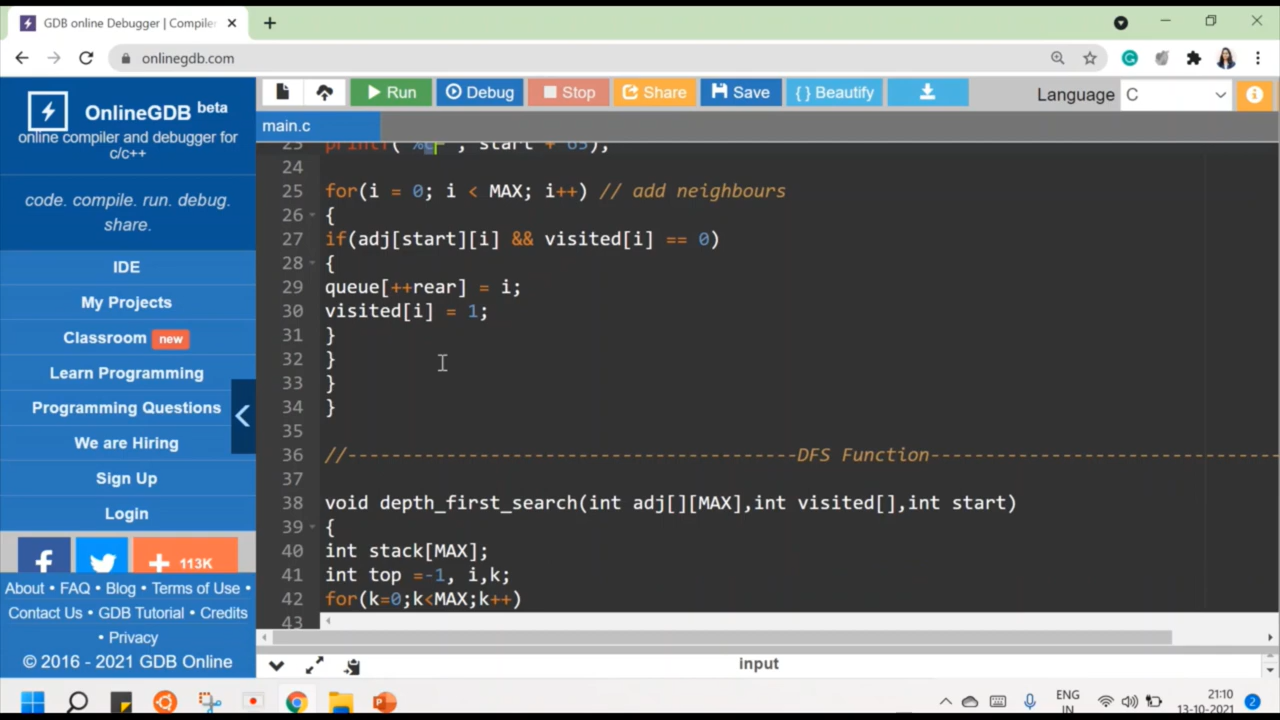 GDB online Debugger | Compiler
onlinegdb.com
OnlineGDB beta
online compiler and debugger for
c/c++
code. compile. run. debug.
share.
IDE
My Projects
Classroom new
Learn Programming
Programming Questions
We are Hiring
Sign Up
Login
113K
About • FAQ • Blog • Terms of Use •
Contact Us • GDB Tutorial • Credits
• Privacy
© 2016 - 2021 GDB Online
Run
Debug
Stop
Share
Save
{ } Beautify
Language C
main.c
23 printf("%c-", start + 65);
24
25 for(i = 0; i < MAX; i++) // add neighbours
26 {
27 if(adj[start][i] && visited[i] == 0)
28 {
29 queue[++rear] = i;
30 visited[i] = 1;
31 }
32 }
33 }
34 }
35
36 //-----------------------------------------DFS Function--------------------------------
37
38 void depth_first_search(int adj[][MAX],int visited[],int start)
39 {
40 int stack[MAX];
41 int top =-1, i,k;
42 for(k=0;k<MAX;k++)
43
input
ENG
IN
21:10
13-10-2021
2